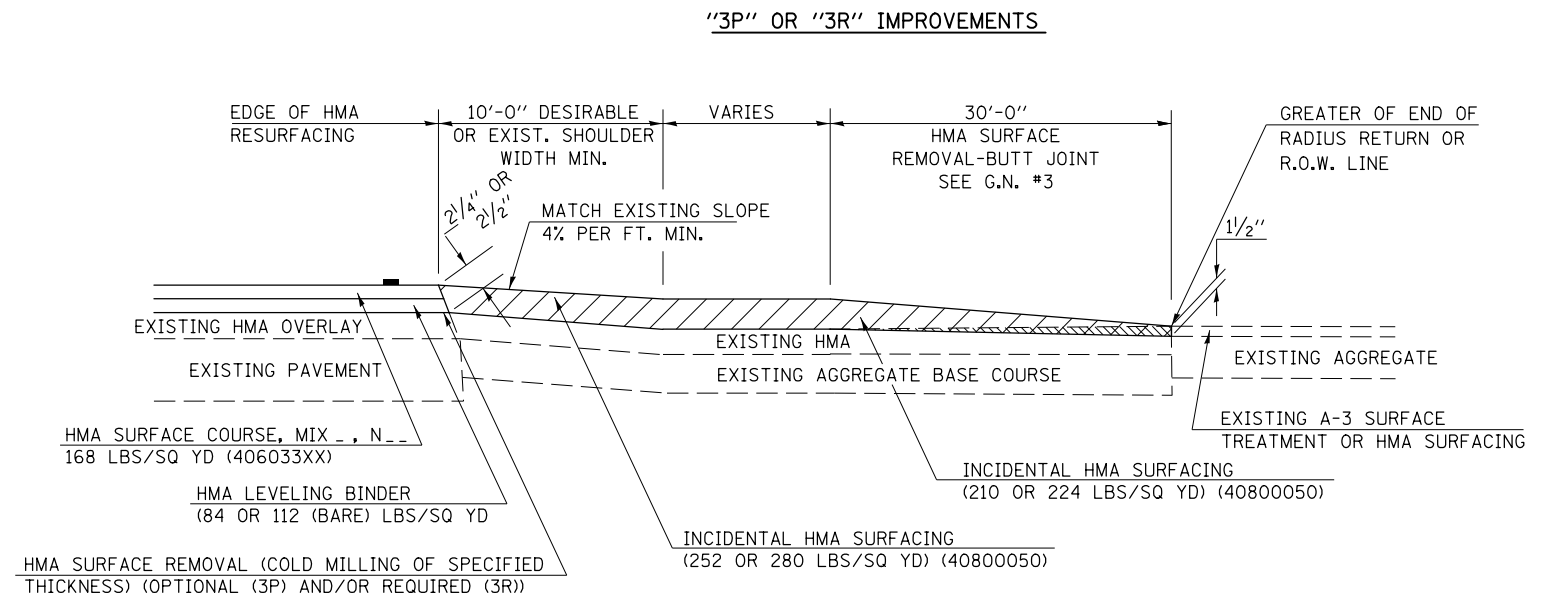 "3P" OR "3R" IMPROVEMENTS
EDGE OF HMA
RESURFACING
10'-0" DESIRABLE
OR EXIST. SHOULDER
WIDTH MIN.
VARIES
30'-0"
HMA SURFACE
REMOVAL-BUTT JOINT
SEE G.N. #3
GREATER OF END OF
RADIUS RETURN OR
R.O.W. LINE
2 1/4" OR
2 1/2"
MATCH EXISTING SLOPE
4% PER FT. MIN.
1 1/2"
EXISTING HMA OVERLAY
EXISTING PAVEMENT
EXISTING HMA
EXISTING AGGREGATE BASE COURSE
EXISTING AGGREGATE
HMA SURFACE COURSE, MIX _ , N_ _
168 LBS/SQ YD (406033XX)
HMA LEVELING BINDER
(84 OR 112 (BARE) LBS/SQ YD
HMA SURFACE REMOVAL (COLD MILLING OF SPECIFIED
THICKNESS) (OPTIONAL (3P) AND/OR REQUIRED (3R))
INCIDENTAL HMA SURFACING
(252 OR 280 LBS/SQ YD) (40800050)
INCIDENTAL HMA SURFACING
(210 OR 224 LBS/SQ YD) (40800050)
EXISTING A-3 SURFACE
TREATMENT OR HMA SURFACING